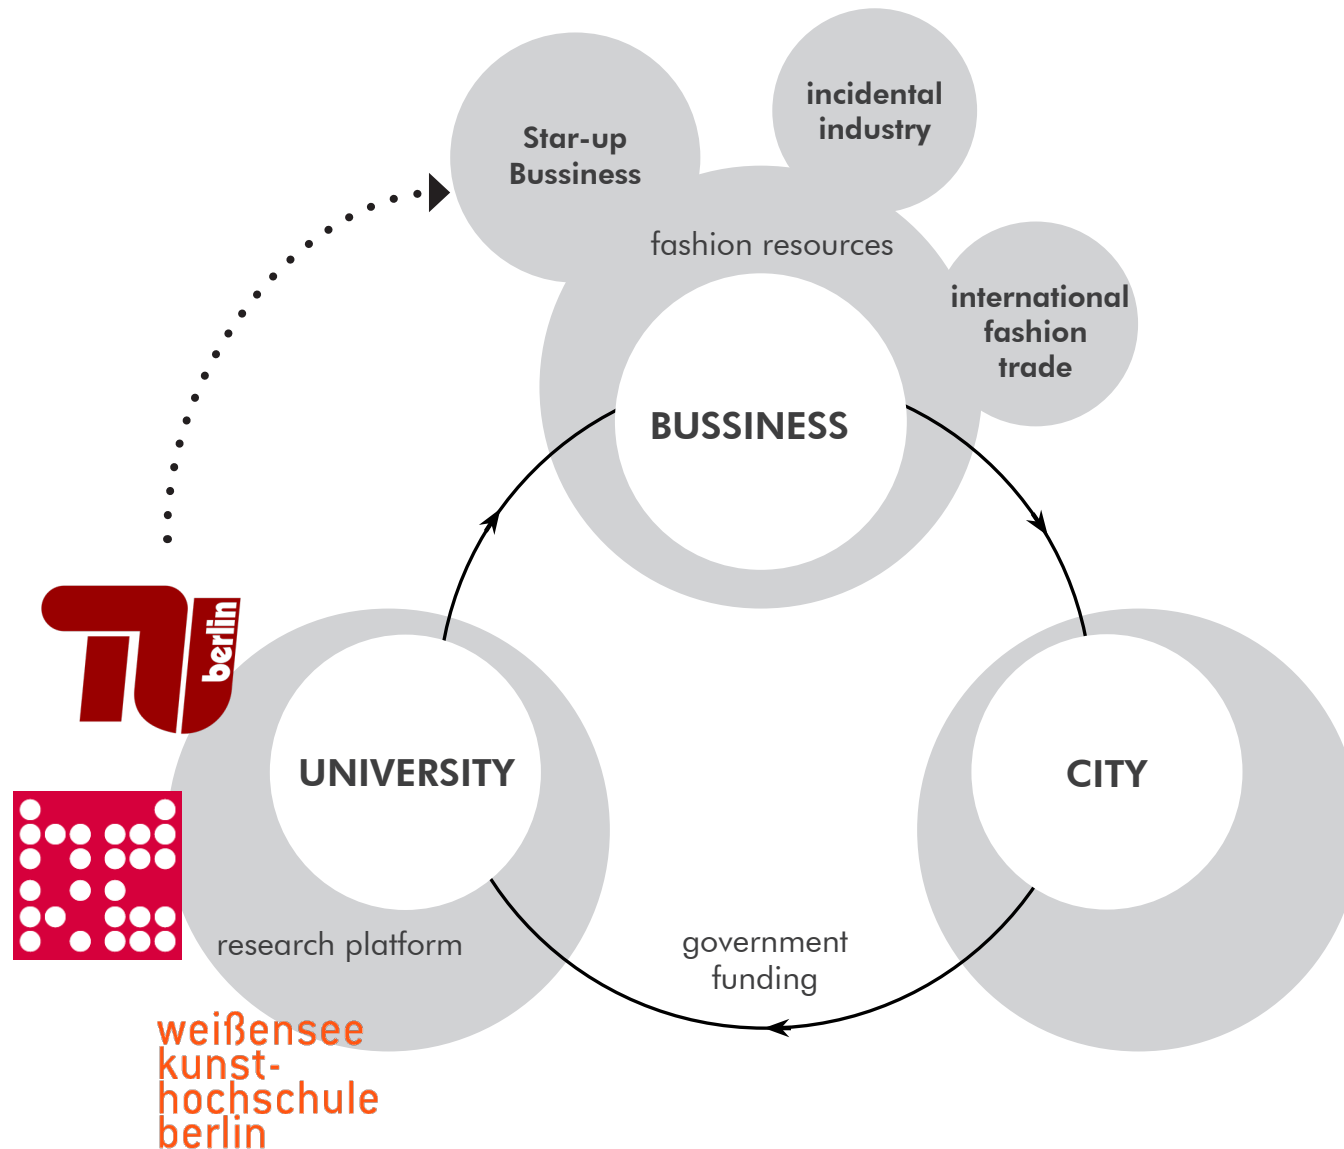 incidental
industry
Star-up
Bussiness
fashion resources
international
fashion
trade
BUSSINESS
berlin
UNIVERSITY
CITY
research platform
government
funding
weißensee
kunst-
hochschule
berlin